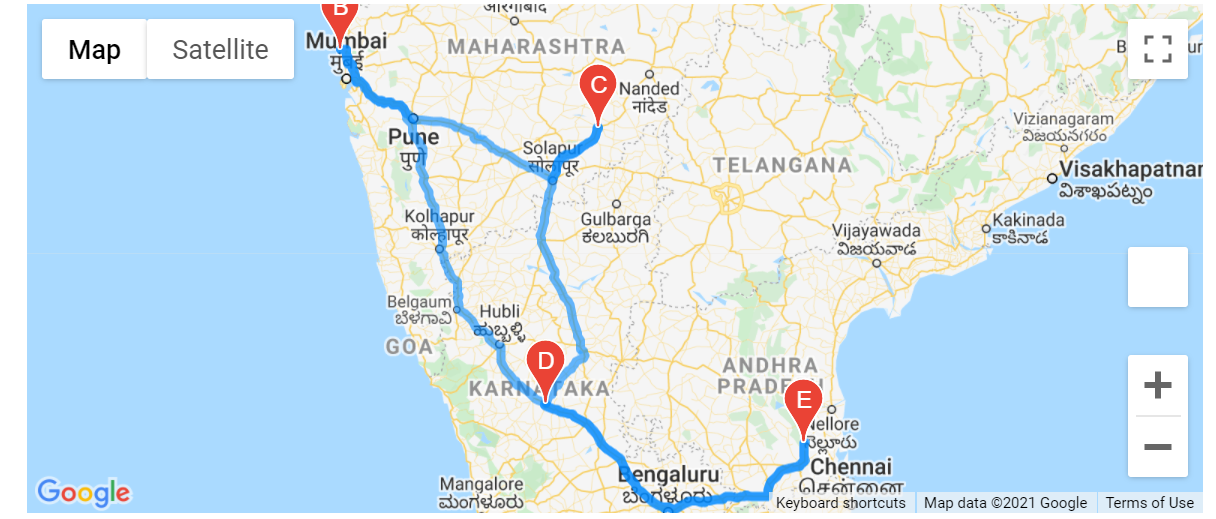 औरंगाबाद
B
Map
Satellite
Mumbai
मुंबई
MAHARASHTRA
C
Nanded
नांदेड
Vizianagaram
విజయనగరం
Pune
पुणे
Solapur
सोलापूर
TELANGANA
Visakhapatnam
విశాఖపట్నం
Kolhapur
कोल्हापूर
Gulbarga
ಕಲಬುರಗಿ
Vijayawada
విజయవాడ
Kakinada
కాకినాడ
Belgaum
ಬೆಳಗಾವಿ
Hubli
ಹುಬ್ಬಳ್ಳಿ
GOA
D
KARNATAKA
ANDHRA
PRADESH
E
Nellore
నెల్లూరు
Mangalore
ಮಂಗಳೂರು
Bengaluru
ಬೆಂಗಳೂರು
Chennai
சென்னை
Google
Keyboard shortcuts
Map data ©2021 Google
Terms of Use